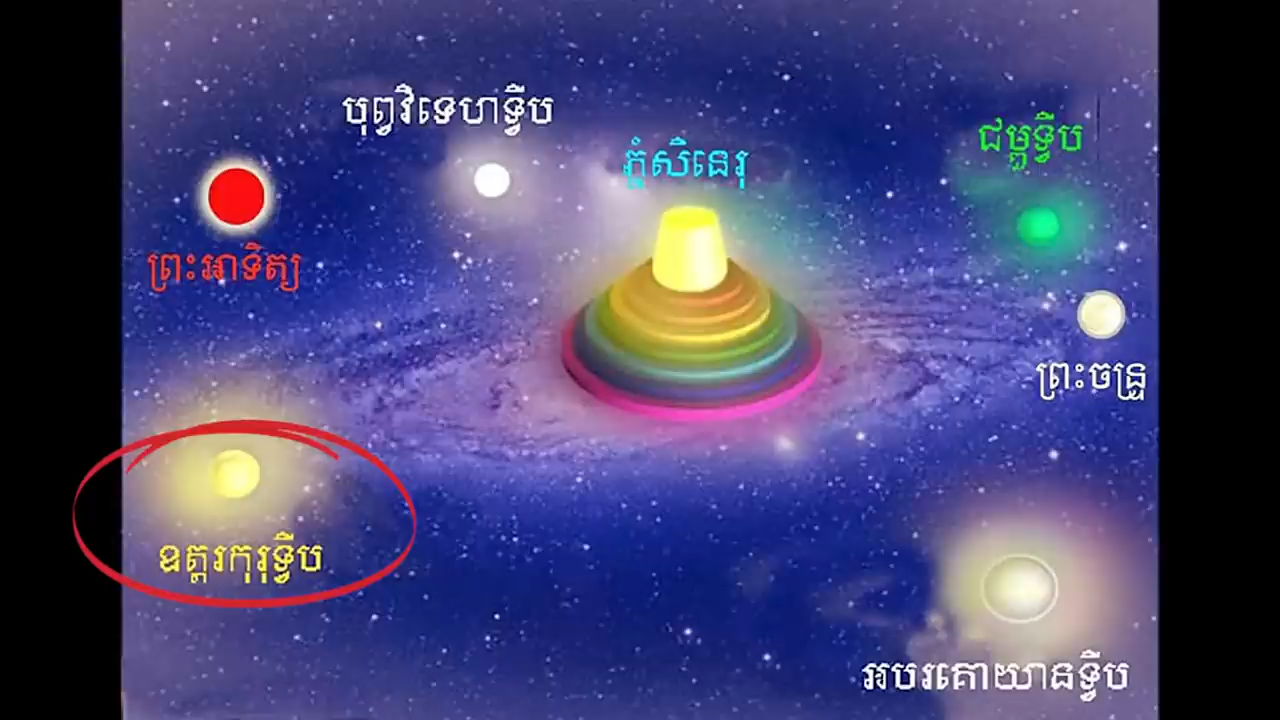 បុព្វវិទេហទ្វីប
ភ្នំសិនេរុ
ជម្ពូទ្វីប
ព្រះអាទិត្យ
ព្រះចន្ទ្រ
ឧត្តរកុរុទ្វីប
អបរគោយានទ្វីប